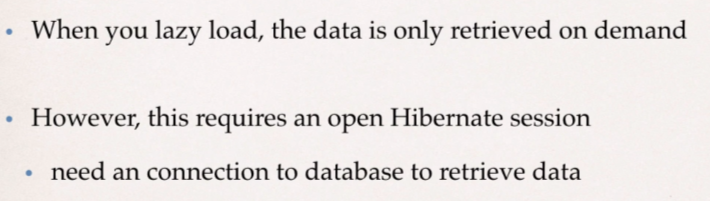 When you lazy load, the data is only retrieved on demand
However, this requires an open Hibernate session
need an connection to database to retrieve data